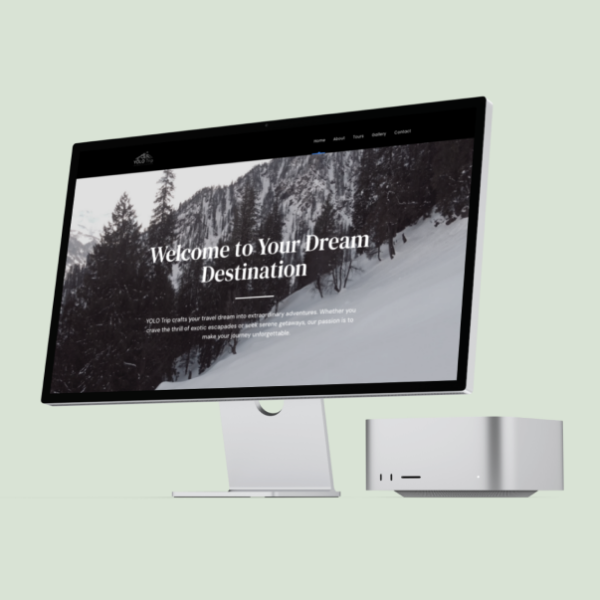 Home About Tours Gallery Contact
Welcome to Your Dream
Destination
YOLO Trip crafts your travel dream into extraordinary adventures. Whether you
crave the thrill of exotic escapades or seek serene getaways, our passion is to
make your journey unforgettable.